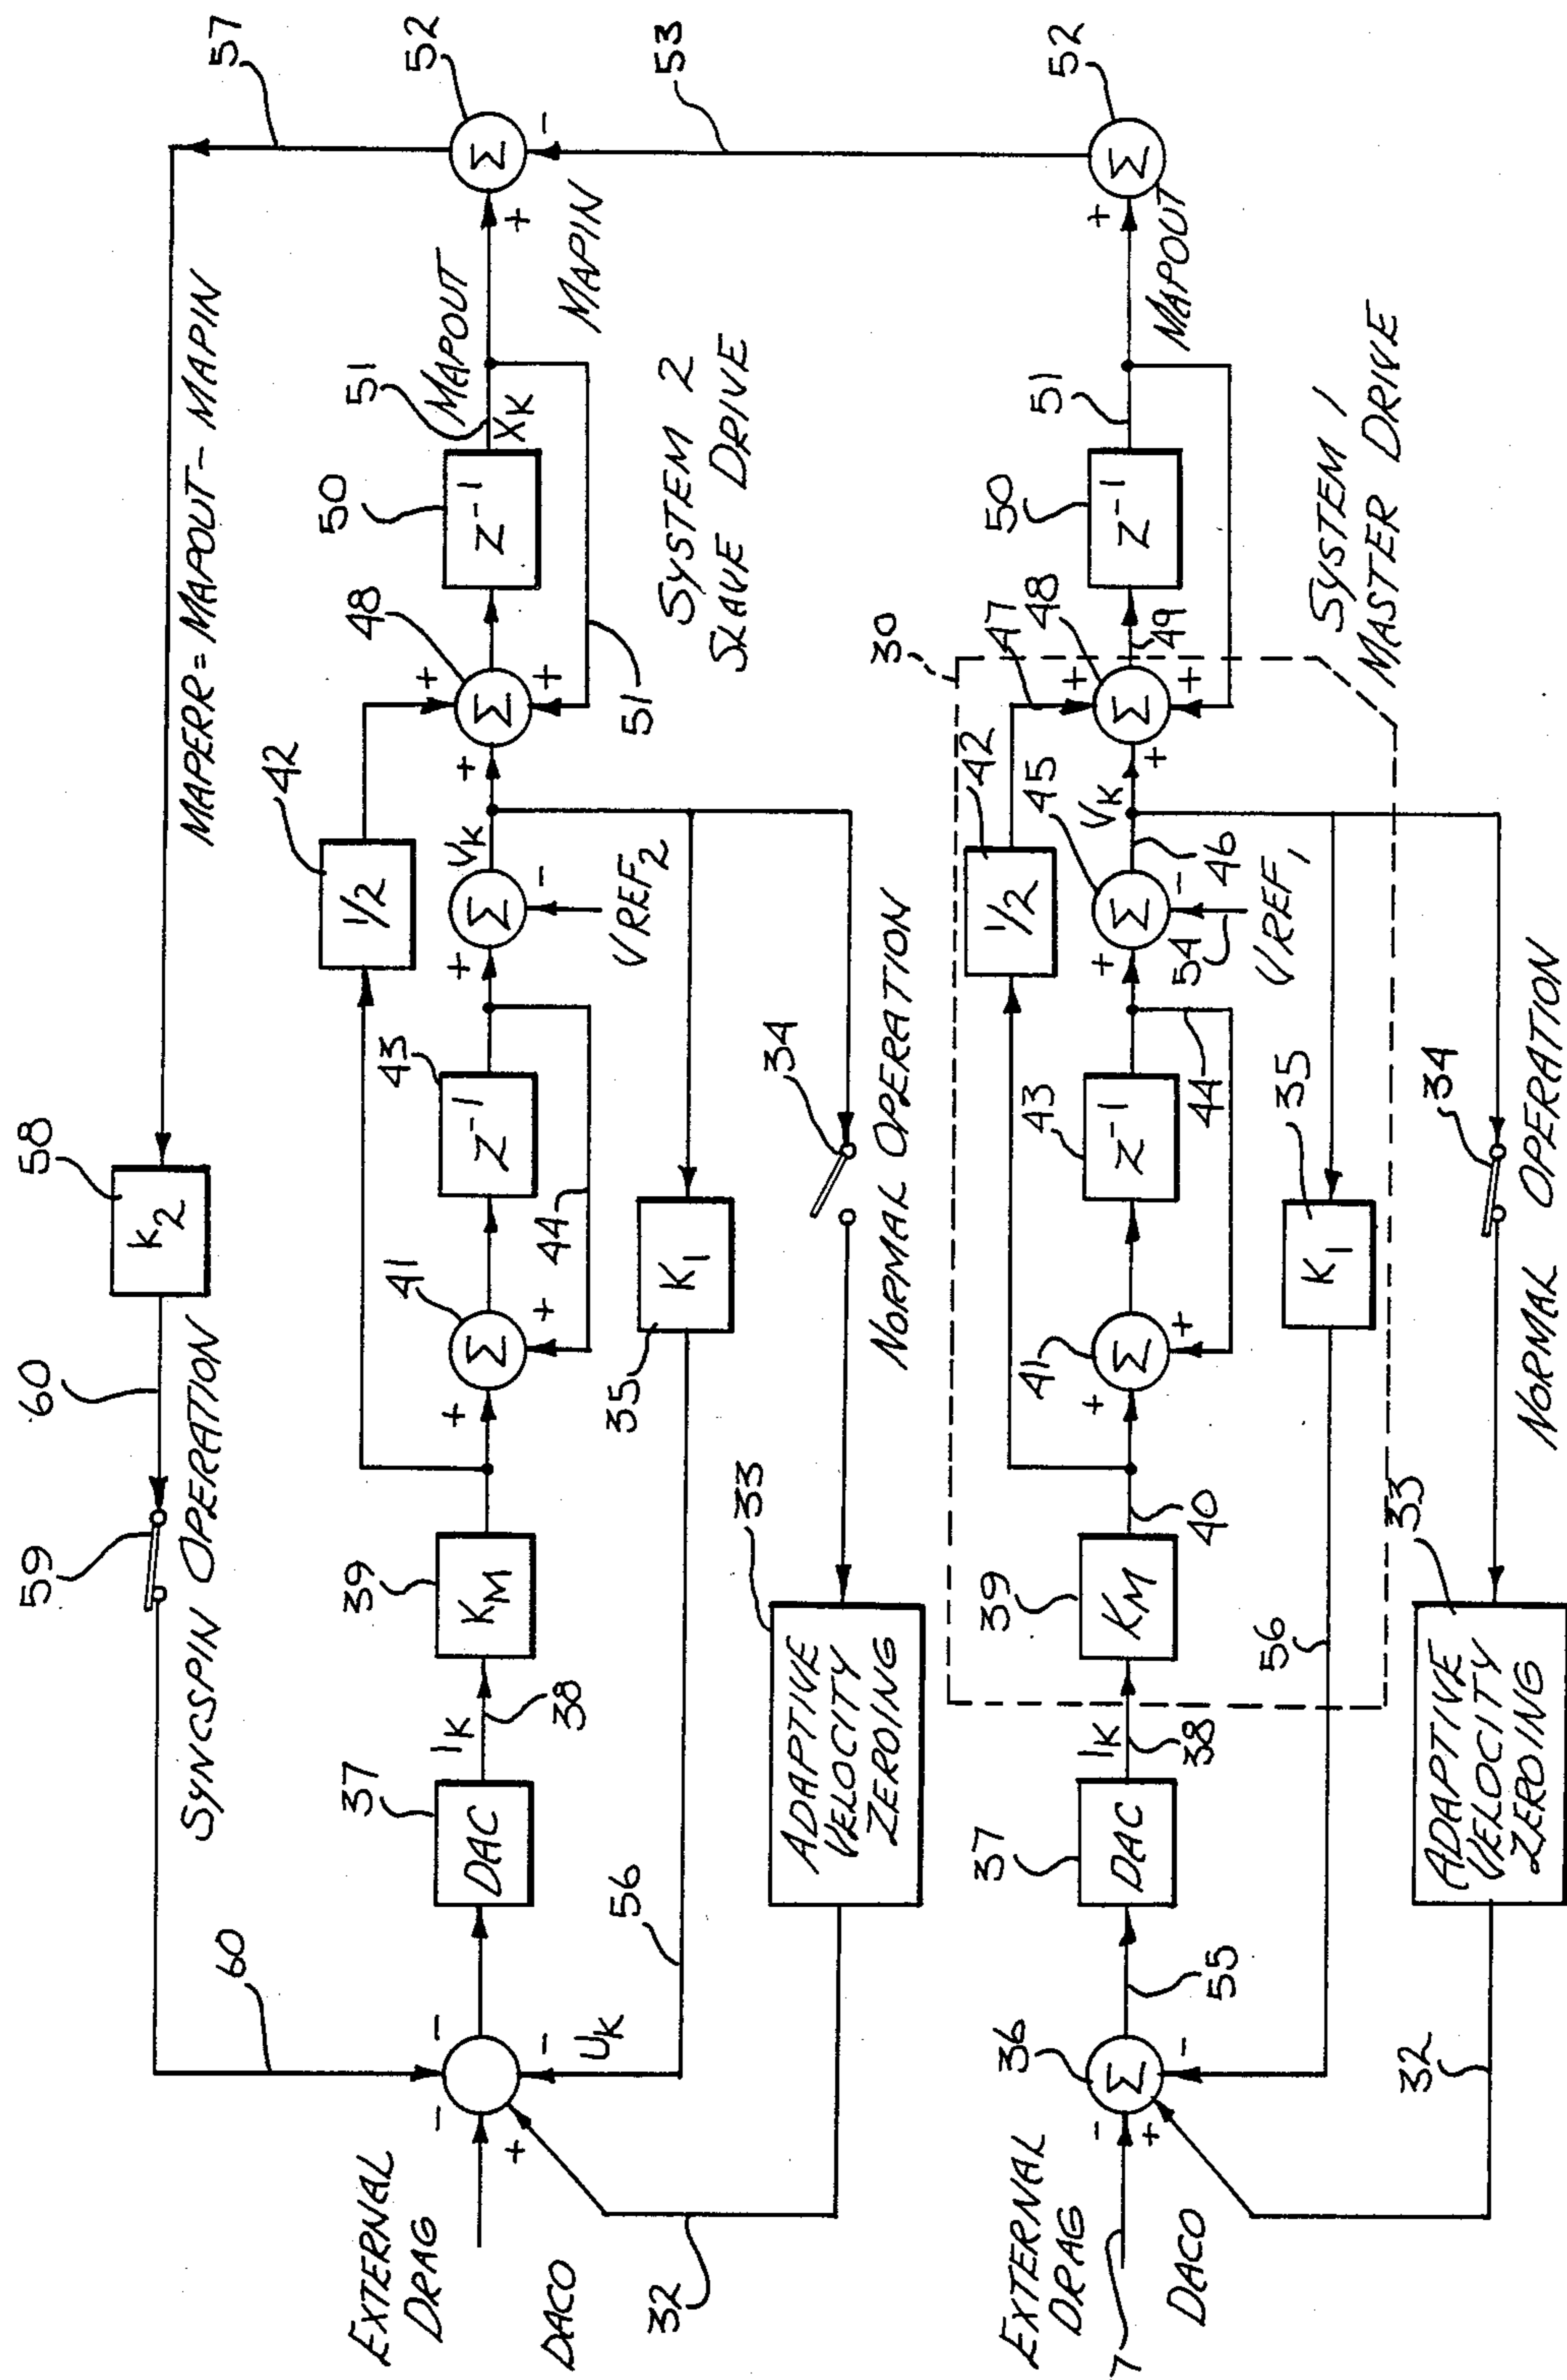 60
59
60
58
57
SYNCSPIN OPERATION
K2
MAPERR = MAPOUT - MAPIN
EXTERNAL
DRAG
DACO
37
DAC
IK
38
39
KM
41
Σ
43
Z⁻¹
44
42
1/2
VK
Σ
VREF2
48
Σ
50
Z⁻¹
51
MAPOUT
XK
51
52
Σ
MAPIN
53
UK
56
35
K1
SYSTEM 2
SLAVE DRIVE
34
NORMAL OPERATION
33
ADAPTIVE
VELOCITY
ZEROING
32
EXTERNAL
DRAG
7
DACO
36
Σ
55
37
DAC
IK
38
39
KM
40
41
Σ
43
Z⁻¹
44
42
1/2
45
Σ
54
VREF1
VK
46
30
47
48
Σ
49
50
Z⁻¹
51
MAPOUT
52
Σ
56
35
K1
SYSTEM 1
MASTER DRIVE
34
NORMAL OPERATION
33
ADAPTIVE
VELOCITY
ZEROING
32
+
+
+
+
+
+
+
+
+
+
+
+
+
+
-
-
-
-
-
-
-
-